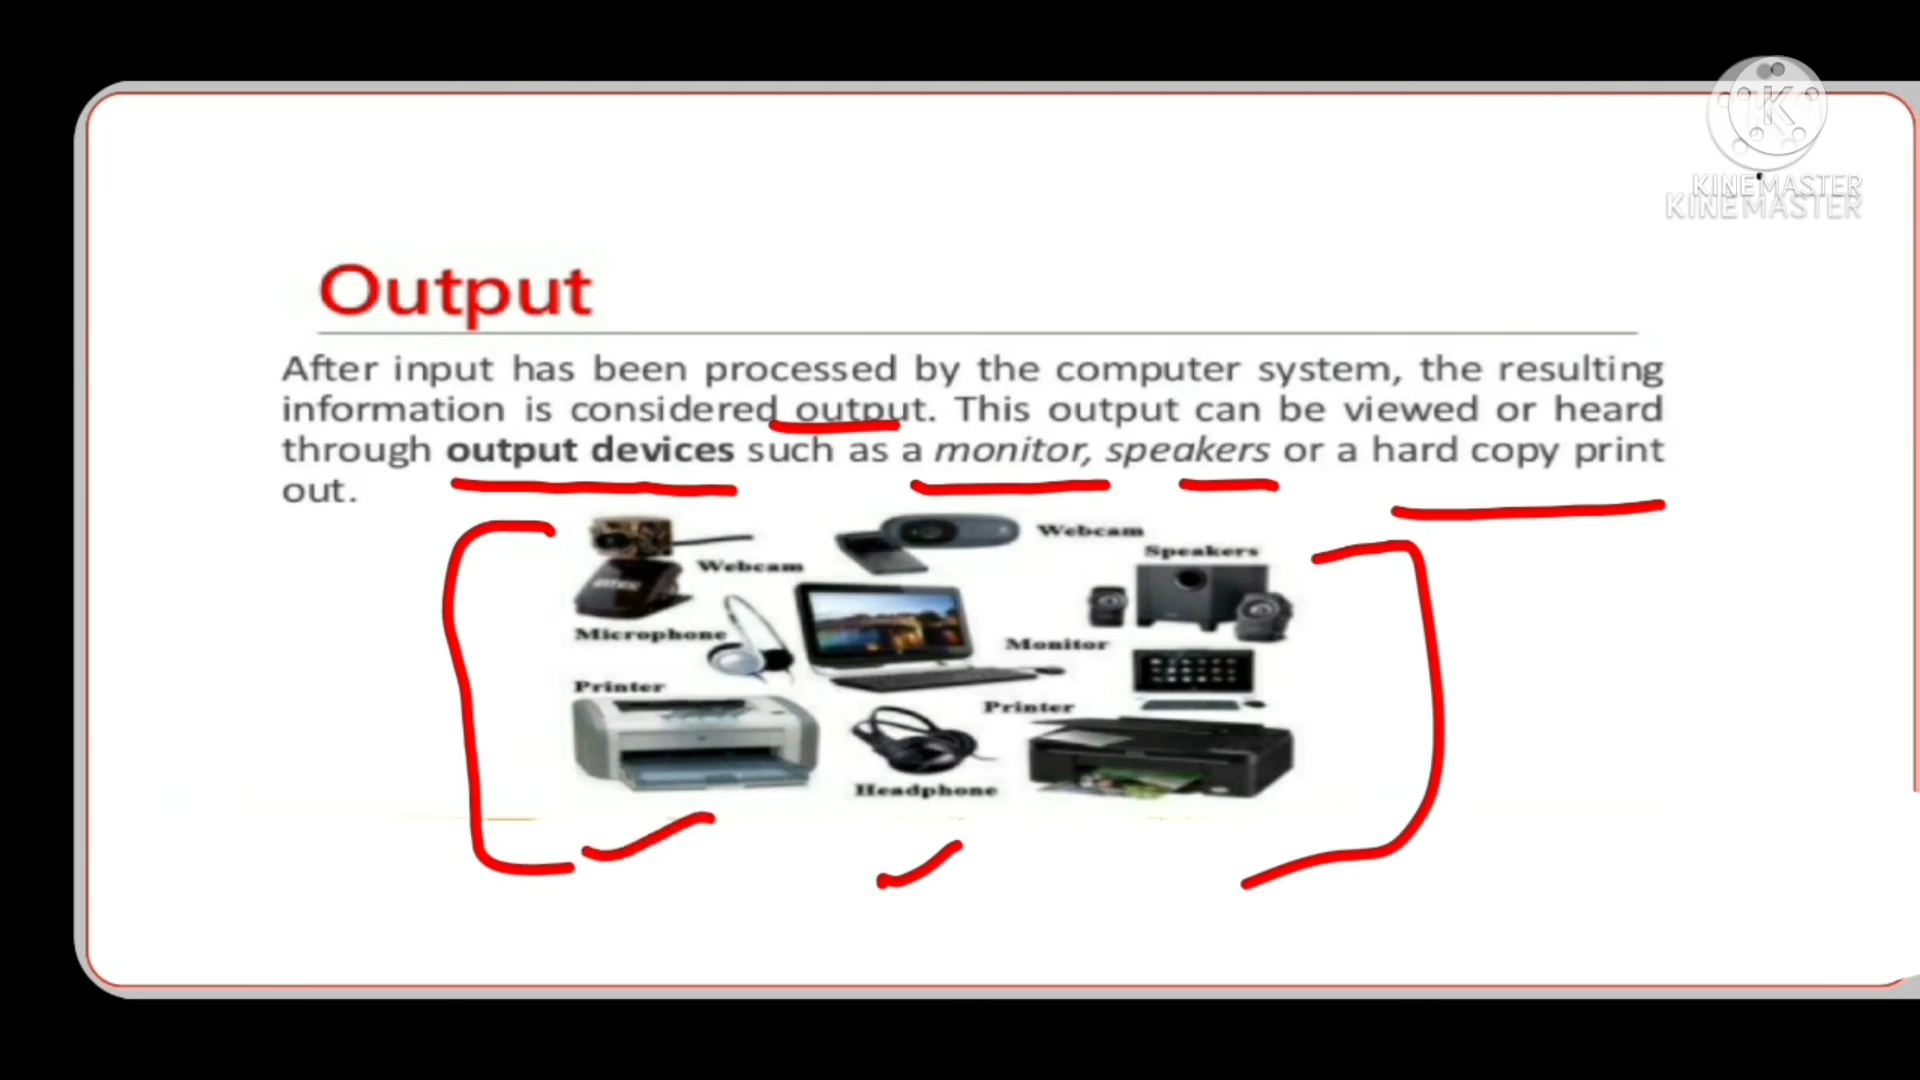 KINEMASTER
KINEMASTER
Output
After input has been processed by the computer system, the resulting
information is considered output. This output can be viewed or heard
through output devices such as a monitor, speakers or a hard copy print
out.
Webcam
Speakers
Webcam
Microphone
Monitor
Printer
Printer
Headphone